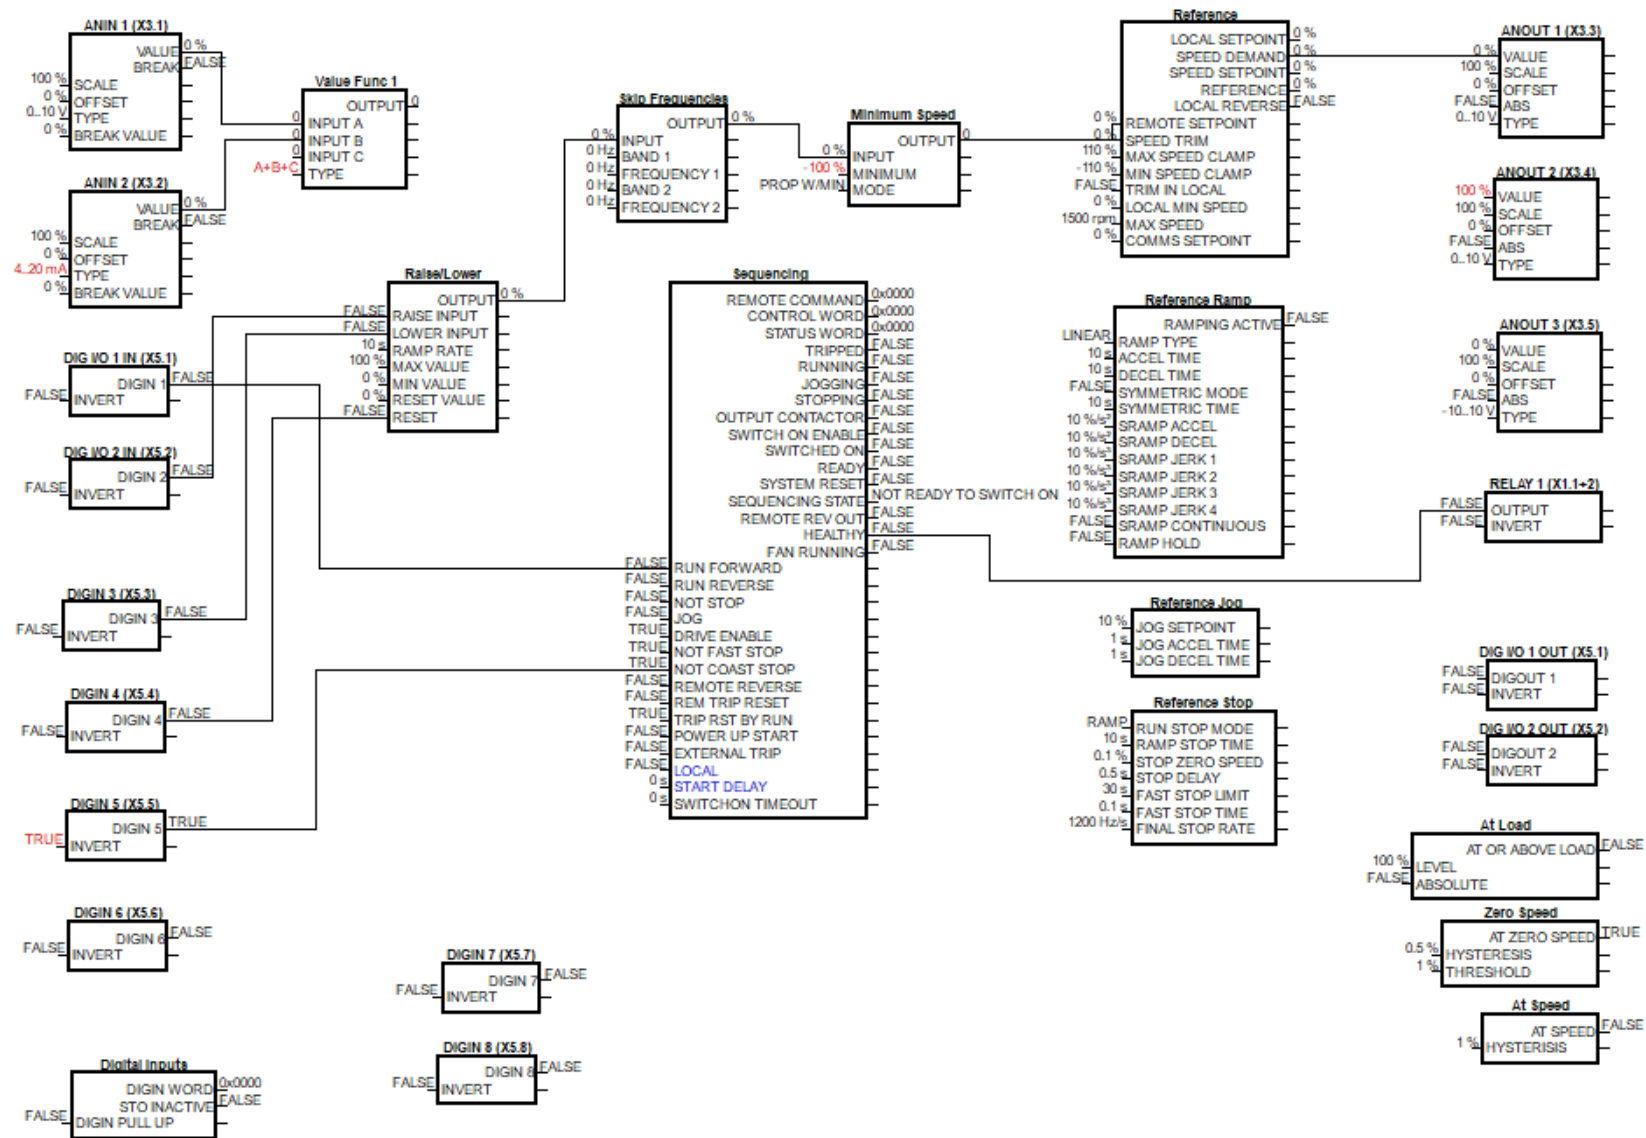 ANIN 1 (X3.1)
VALUE 0 %
BREAK FALSE
100 % SCALE
0 % OFFSET
0..10 V TYPE
0 % BREAK VALUE
ANIN 2 (X3.2)
VALUE 0 %
BREAK FALSE
100 % SCALE
0 % OFFSET
4..20 mA TYPE
0 % BREAK VALUE
DIG I/O 1 IN (X5.1)
DIGIN 1 FALSE
FALSE INVERT
DIG I/O 2 IN (X5.2)
DIGIN 2 FALSE
FALSE INVERT
DIGIN 3 (X5.3)
DIGIN 3 FALSE
FALSE INVERT
DIGIN 4 (X5.4)
DIGIN 4 FALSE
FALSE INVERT
DIGIN 5 (X5.5)
DIGIN 5 TRUE
TRUE INVERT
DIGIN 6 (X5.6)
DIGIN 6 FALSE
FALSE INVERT
Digital Inputs
DIGIN WORD 0x0000
STO INACTIVE FALSE
FALSE DIGIN PULL UP
Value Func 1
OUTPUT 0
0 INPUT A
0 INPUT B
0 INPUT C
A+B+C TYPE
Raise/Lower
OUTPUT 0 %
FALSE RAISE INPUT
FALSE LOWER INPUT
10 s RAMP RATE
100 % MAX VALUE
0 % MIN VALUE
0 % RESET VALUE
FALSE RESET
DIGIN 7 (X5.7)
DIGIN 7 FALSE
FALSE INVERT
DIGIN 8 (X5.8)
DIGIN 8 FALSE
FALSE INVERT
Skip Frequencies
OUTPUT 0 %
0 % INPUT
0 Hz BAND 1
0 Hz FREQUENCY 1
0 Hz BAND 2
0 Hz FREQUENCY 2
Minimum Speed
OUTPUT 0
0 % INPUT
-100 % MINIMUM
PROP W/MIN MODE
Sequencing
REMOTE COMMAND 0x0000
CONTROL WORD 0x0000
STATUS WORD 0x0000
TRIPPED FALSE
RUNNING FALSE
JOGGING FALSE
STOPPING FALSE
OUTPUT CONTACTOR FALSE
SWITCH ON ENABLE FALSE
SWITCHED ON FALSE
READY FALSE
SYSTEM RESET FALSE
SEQUENCING STATE NOT READY TO SWITCH ON
REMOTE REV OUT FALSE
HEALTHY FALSE
FAN RUNNING FALSE
FALSE RUN FORWARD
FALSE RUN REVERSE
FALSE NOT STOP
FALSE JOG
TRUE DRIVE ENABLE
TRUE NOT FAST STOP
TRUE NOT COAST STOP
FALSE REMOTE REVERSE
FALSE REM TRIP RESET
TRUE TRIP RST BY RUN
FALSE POWER UP START
FALSE EXTERNAL TRIP
FALSE LOCAL
0 s START DELAY
0 s SWITCHON TIMEOUT
Reference
LOCAL SETPOINT 0 %
SPEED DEMAND 0 %
SPEED SETPOINT 0 %
REFERENCE 0 %
LOCAL REVERSE FALSE
0 % REMOTE SETPOINT
0 % SPEED TRIM
110 % MAX SPEED CLAMP
-110 % MIN SPEED CLAMP
FALSE TRIM IN LOCAL
0 % LOCAL MIN SPEED
1500 rpm MAX SPEED
0 % COMMS SETPOINT
Reference Ramp
RAMPING ACTIVE FALSE
LINEAR RAMP TYPE
10 s ACCEL TIME
10 s DECEL TIME
FALSE SYMMETRIC MODE
10 s SYMMETRIC TIME
10 %/s² SRAMP ACCEL
10 %/s² SRAMP DECEL
10 %/s³ SRAMP JERK 1
10 %/s³ SRAMP JERK 2
10 %/s³ SRAMP JERK 3
10 %/s³ SRAMP JERK 4
FALSE SRAMP CONTINUOUS
FALSE RAMP HOLD
Reference Jog
10 % JOG SETPOINT
1 s JOG ACCEL TIME
1 s JOG DECEL TIME
Reference Stop
RAMP RUN STOP MODE
10 s RAMP STOP TIME
0.1 % STOP ZERO SPEED
0.5 s STOP DELAY
30 s FAST STOP LIMIT
0.1 s FAST STOP TIME
1200 Hz/s FINAL STOP RATE
ANOUT 1 (X3.3)
0 % VALUE
100 % SCALE
0 % OFFSET
FALSE ABS
0..10 V TYPE
ANOUT 2 (X3.4)
100 % VALUE
100 % SCALE
0 % OFFSET
FALSE ABS
0..10 V TYPE
ANOUT 3 (X3.5)
0 % VALUE
100 % SCALE
0 % OFFSET
FALSE ABS
-10..10 V TYPE
RELAY 1 (X1.1+2)
FALSE OUTPUT
FALSE INVERT
DIG I/O 1 OUT (X5.1)
FALSE DIGOUT 1
FALSE INVERT
DIG I/O 2 OUT (X5.2)
FALSE DIGOUT 2
FALSE INVERT
At Load
AT OR ABOVE LOAD FALSE
100 % LEVEL
FALSE ABSOLUTE
Zero Speed
AT ZERO SPEED TRUE
0.5 % HYSTERESIS
1 % THRESHOLD
At Speed
AT SPEED FALSE
1 % HYSTERISIS